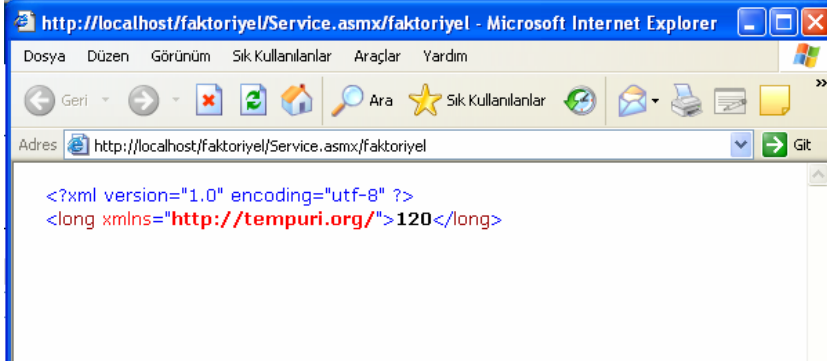 http://localhost/faktoriyel/Service.asmx/faktoriyel - Microsoft Internet Explorer
Dosya Düzen Görünüm Sık Kullanılanlar Araçlar Yardım
Geri Ara Sık Kullanılanlar »
Adres http://localhost/faktoriyel/Service.asmx/faktoriyel Git
<?xml version="1.0" encoding="utf-8" ?>
<long xmlns="http://tempuri.org/">120</long>